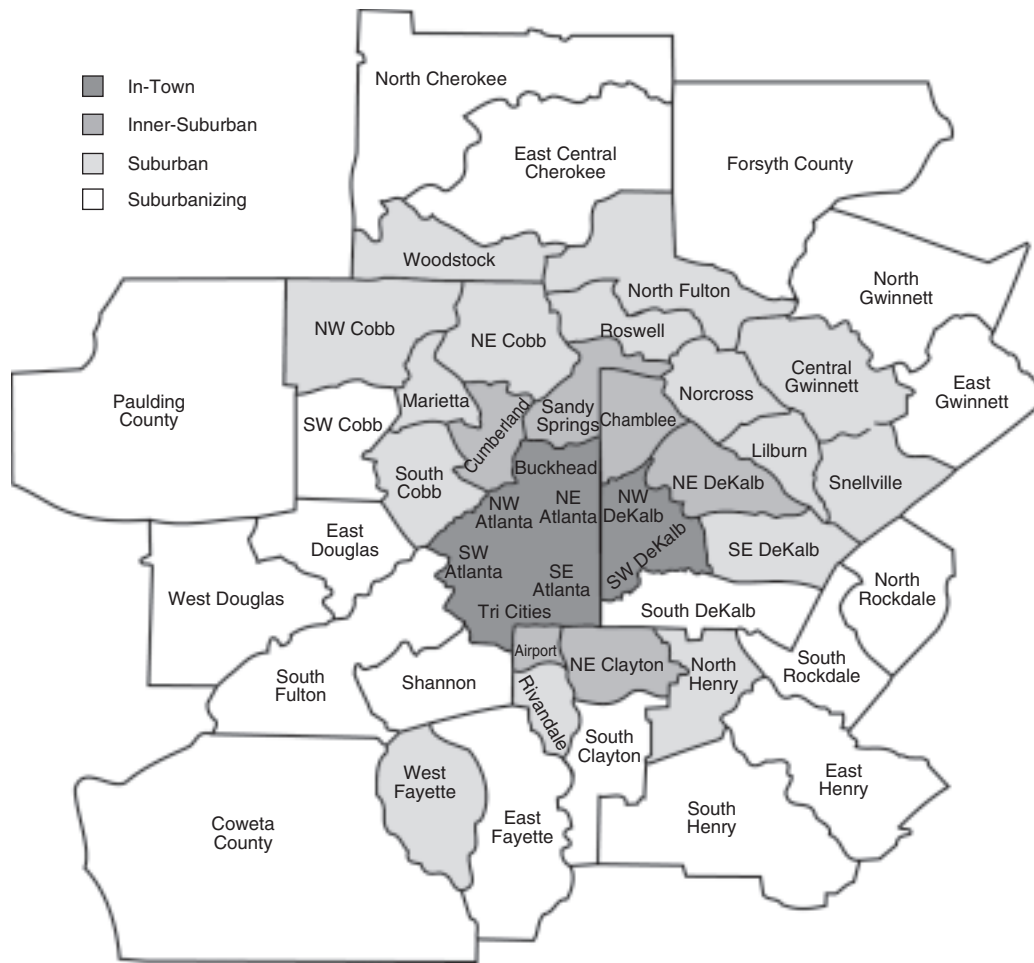 In-Town
Inner-Suburban
Suburban
Suburbanizing
North Cherokee
East Central
Cherokee
Forsyth County
Woodstock
North Fulton
North
Gwinnett
NW Cobb
NE Cobb
Roswell
Central
Gwinnett
East
Gwinnett
Paulding
County
SW Cobb
Marietta
Cumberland
Sandy
Springs
Chamblee
Norcross
Lilburn
Snellville
South
Cobb
Buckhead
NE DeKalb
NW
Atlanta
NE
Atlanta
NW
DeKalb
East
Douglas
SW
Atlanta
SE
Atlanta
SW DeKalb
SE DeKalb
West Douglas
Tri Cities
South DeKalb
North
Rockdale
South
Fulton
Shannon
Airport
NE Clayton
North
Henry
South
Rockdale
Rivandale
South
Clayton
West
Fayette
East
Henry
Coweta
County
East
Fayette
South
Henry